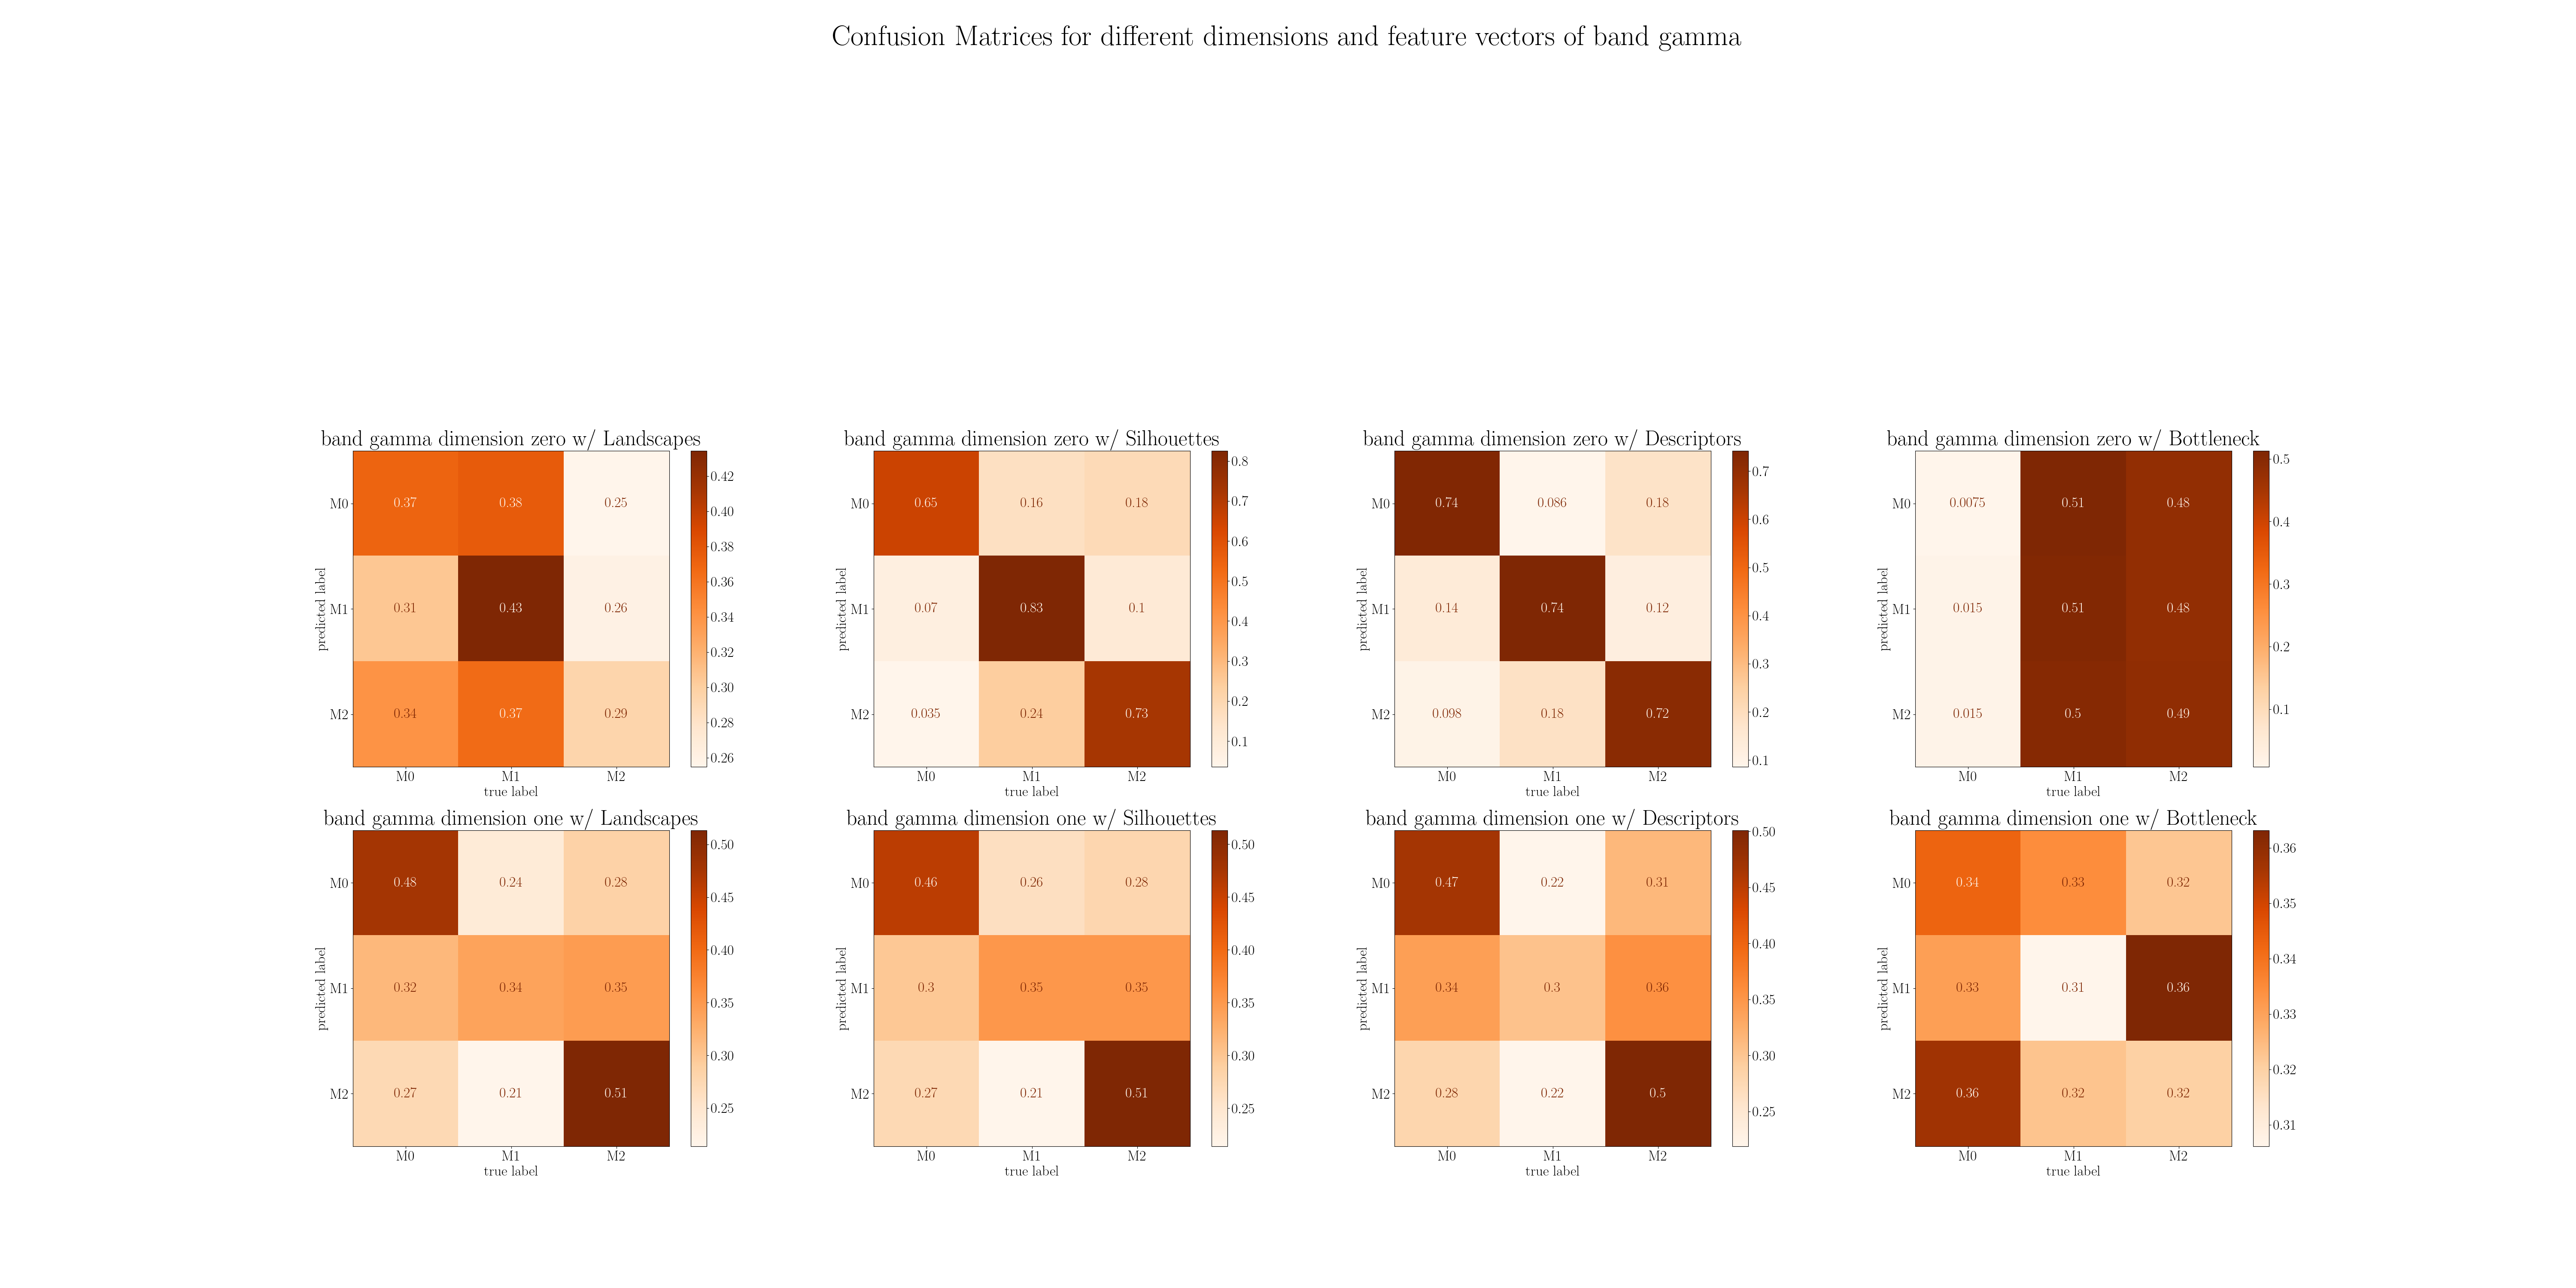 Confusion Matrices for different dimensions and feature vectors of band gamma
band gamma dimension zero w/ Landscapes
M0 0.37 0.38 0.25
M1 0.31 0.43 0.26
M2 0.34 0.37 0.29
M0 M1 M2
true label
predicted label
0.42
0.40
0.38
0.36
0.34
0.32
0.30
0.28
0.26
band gamma dimension zero w/ Silhouettes
M0 0.65 0.16 0.18
M1 0.07 0.83 0.1
M2 0.035 0.24 0.73
M0 M1 M2
true label
predicted label
0.8
0.7
0.6
0.5
0.4
0.3
0.2
0.1
band gamma dimension zero w/ Descriptors
M0 0.74 0.086 0.18
M1 0.14 0.74 0.12
M2 0.098 0.18 0.72
M0 M1 M2
true label
predicted label
0.7
0.6
0.5
0.4
0.3
0.2
0.1
band gamma dimension zero w/ Bottleneck
M0 0.0075 0.51 0.48
M1 0.015 0.51 0.48
M2 0.015 0.5 0.49
M0 M1 M2
true label
predicted label
0.5
0.4
0.3
0.2
0.1
band gamma dimension one w/ Landscapes
M0 0.48 0.24 0.28
M1 0.32 0.34 0.35
M2 0.27 0.21 0.51
M0 M1 M2
true label
predicted label
0.50
0.45
0.40
0.35
0.30
0.25
band gamma dimension one w/ Silhouettes
M0 0.46 0.26 0.28
M1 0.3 0.35 0.35
M2 0.27 0.21 0.51
M0 M1 M2
true label
predicted label
0.50
0.45
0.40
0.35
0.30
0.25
band gamma dimension one w/ Descriptors
M0 0.47 0.22 0.31
M1 0.34 0.3 0.36
M2 0.28 0.22 0.5
M0 M1 M2
true label
predicted label
0.50
0.45
0.40
0.35
0.30
0.25
band gamma dimension one w/ Bottleneck
M0 0.34 0.33 0.32
M1 0.33 0.31 0.36
M2 0.36 0.32 0.32
M0 M1 M2
true label
predicted label
0.36
0.35
0.34
0.33
0.32
0.31